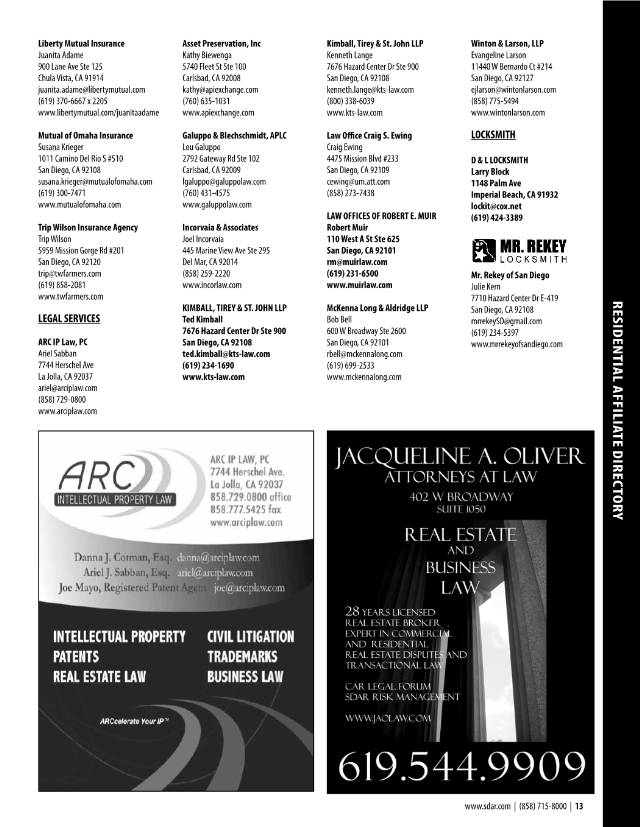 Liberty Mutual Insurance
Juanita Adame
900 Lane Ave Ste 125
Chula Vista, CA 91914
juanita.adame@libertymutual.com
(619) 370-6667 x 2205
www.libertymutual.com/juanitaadame
Mutual of Omaha Insurance
Susana Krieger
1011 Camino Del Rio S #510
San Diego, CA 92108
susana.krieger@mutualofomaha.com
(619) 300-7471
www.mutualofomaha.com
Trip Wilson Insurance Agency
Trip Wilson
5959 Mission Gorge Rd #201
San Diego, CA 92120
trip@twfarmers.com
(619) 858-2081
www.twfarmers.com
LEGAL SERVICES
ARC IP Law, PC
Ariel Sabban
7744 Herschel Ave
La Jolla, CA 92037
ariel@arciplaw.com
(858) 729-0800
www.arciplaw.com
Asset Preservation, Inc
Kathy Biewenga
5740 Fleet St Ste 100
Carlsbad, CA 92008
kathy@apiexchange.com
(760) 635-1031
www.apiexchange.com
Galuppo & Blechschmidt, APLC
Lou Galuppo
2792 Gateway Rd Ste 102
Carlsbad, CA 92009
lgaluppo@galuppolaw.com
(760) 431-4575
www.galuppolaw.com
Incorvaia & Associates
Joel Incorvaia
445 Marine View Ave Ste 295
Del Mar, CA 92014
(858) 259-2220
www.incorlaw.com
KIMBALL, TIREY & ST. JOHN LLP
Ted Kimball
7676 Hazard Center Dr Ste 900
San Diego, CA 92108
ted.kimball@kts-law.com
(619) 234-1690
www.kts-law.com
Kimball, Tirey & St. John LLP
Kenneth Lange
7676 Hazard Center Dr Ste 900
San Diego, CA 92108
kenneth.lange@kts-law.com
(800) 338-6039
www.kts-law.com
Law Office Craig S. Ewing
Craig Ewing
4475 Mission Blvd #233
San Diego, CA 92109
cewing@um.att.com
(858) 273-7438
LAW OFFICES OF ROBERT E. MUIR
Robert Muir
110 West A St Ste 625
San Diego, CA 92101
rm@muirlaw.com
(619) 231-6500
www.muirlaw.com
McKenna Long & Aldridge LLP
Bob Bell
600 W Broadway Ste 2600
San Diego, CA 92101
rbell@mckennalong.com
(619) 699-2533
www.mckennalong.com
Winton & Larson, LLP
Evangeline Larson
11440 W Bernardo Ct #214
San Diego, CA 92127
ejlarson@wintonlarson.com
(858) 775-5494
www.wintonlarson.com
LOCKSMITH
D & L LOCKSMITH
Larry Block
1148 Palm Ave
Imperial Beach, CA 91932
lockit@cox.net
(619) 424-3389
MR. REKEY
LOCKSMITH
Mr. Rekey of San Diego
Julie Kern
7710 Hazard Center Dr E-419
San Diego, CA 92108
mrrekeySD@gmail.com
(619) 234-5397
www.mrrekeyofsandiego.com
RESIDENTIAL AFFILIATE DIRECTORY
ARC
INTELLECTUAL PROPERTY LAW
ARC IP LAW, PC
7744 Herschel Ave.
La Jolla, CA 92037
858.729.0800 office
858.777.5425 fax
www.arciplaw.com
Danna J. Cotman, Esq. danna@arciplaw.com
Ariel J. Sabban, Esq. ariel@arciplaw.com
Joe Mayo, Registered Patent Agent joe@arciplaw.com
INTELLECTUAL PROPERTY
PATENTS
REAL ESTATE LAW
CIVIL LITIGATION
TRADEMARKS
BUSINESS LAW
ARCcelerate Your IP™
JACQUELINE A. OLIVER
ATTORNEYS AT LAW
402 W BROADWAY
SUITE 1050
REAL ESTATE
AND
BUSINESS
LAW
28 YEARS LICENSED
REAL ESTATE BROKER
EXPERT IN COMMERCIAL
AND RESIDENTIAL
REAL ESTATE DISPUTES AND
TRANSACTIONAL LAW
CAR LEGAL FORUM
SDAR RISK MANAGEMENT
WWW.JAOLAW.COM
619.544.9909
www.sdar.com | (858) 715-8000 | 13